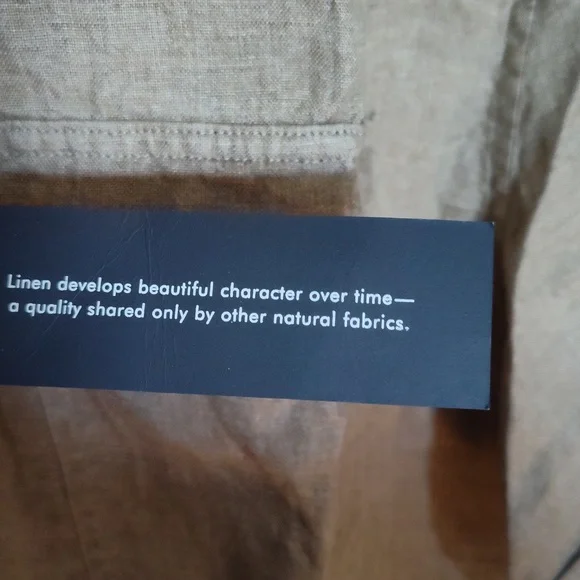 Linen develops beautiful character over time—
a quality shared only by other natural fabrics.